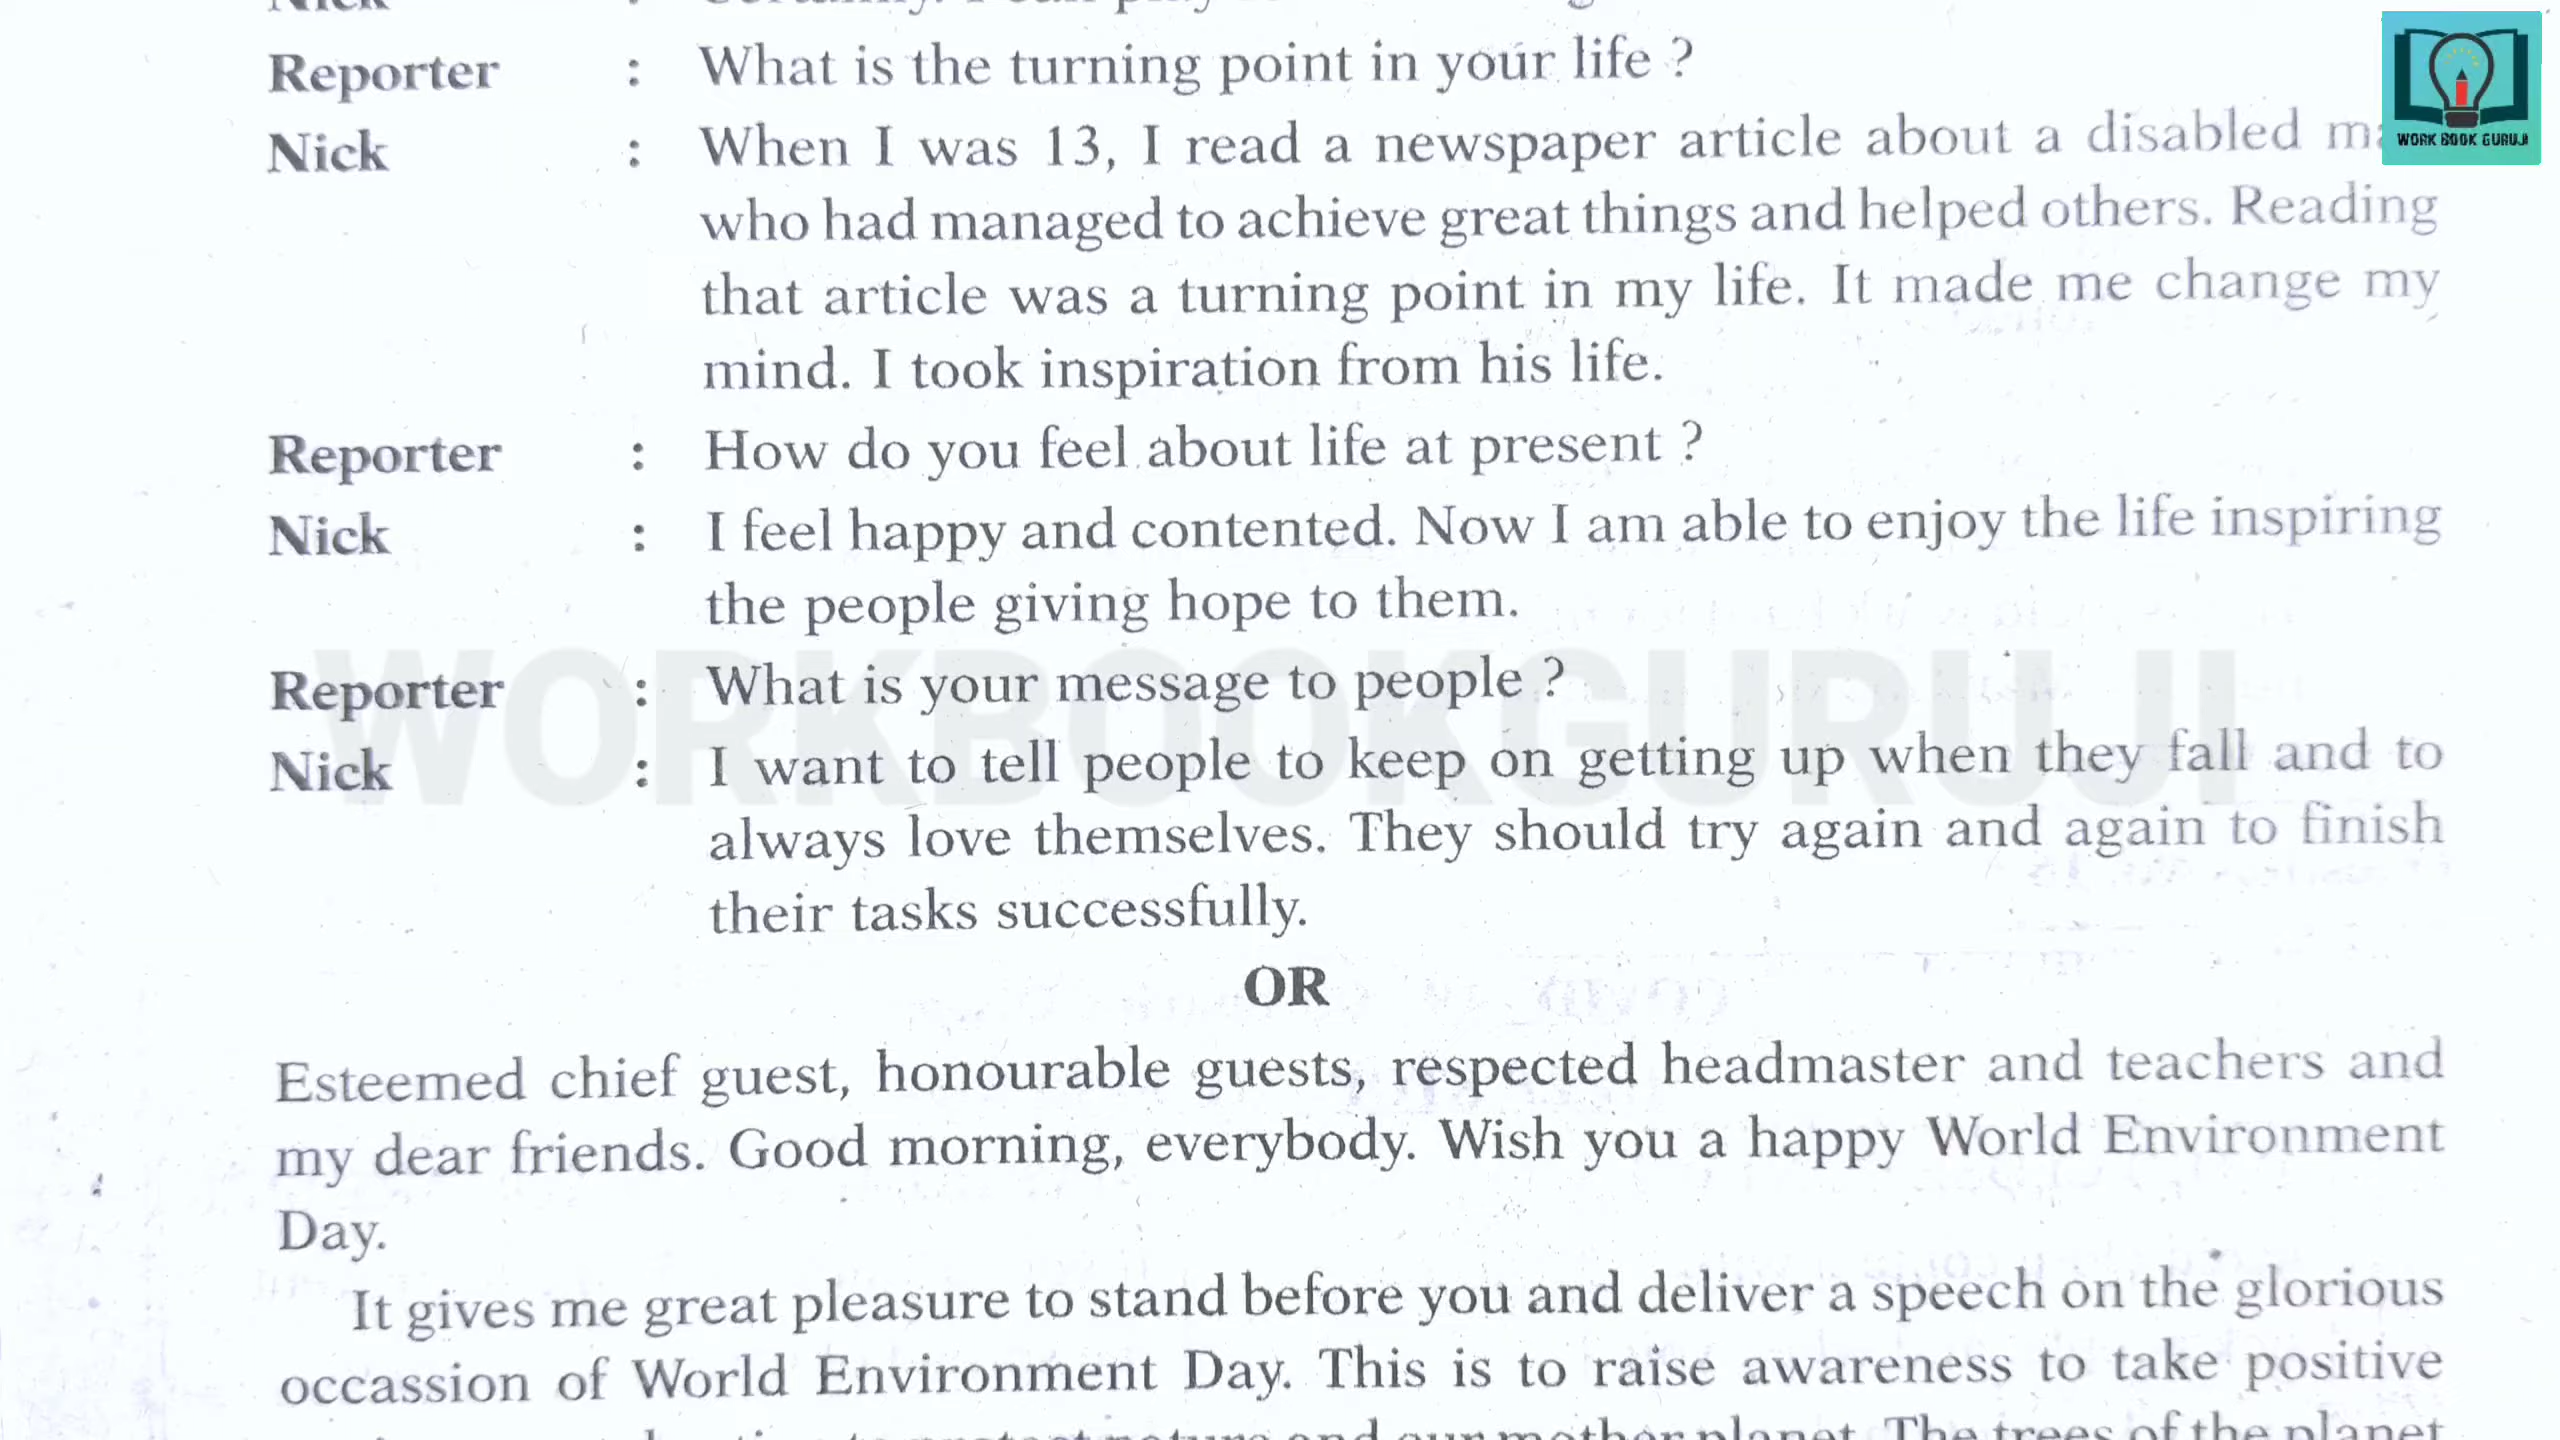 Reporter : What is the turning point in your life ?
Nick : When I was 13, I read a newspaper article about a disabled
who had managed to achieve great things and helped others. Reading
that article was a turning point in my life. It made me change my
mind. I took inspiration from his life.
Reporter : How do you feel about life at present ?
Nick : I feel happy and contented. Now I am able to enjoy the life inspiring
the people giving hope to them.
Reporter : What is your message to people ?
Nick : I want to tell people to keep on getting up when they fall and to
always love themselves. They should try again and again to finish
their tasks successfully.
OR
Esteemed chief guest, honourable guests, respected headmaster and teachers and
my dear friends. Good morning, everybody. Wish you a happy World Environment
Day.
It gives me great pleasure to stand before you and deliver a speech on the glorious
occassion of World Environment Day. This is to raise awareness to take positive
mother planet. The trees of the planet
WORK BOOK GURUJI
WORKBOOKGURUJI